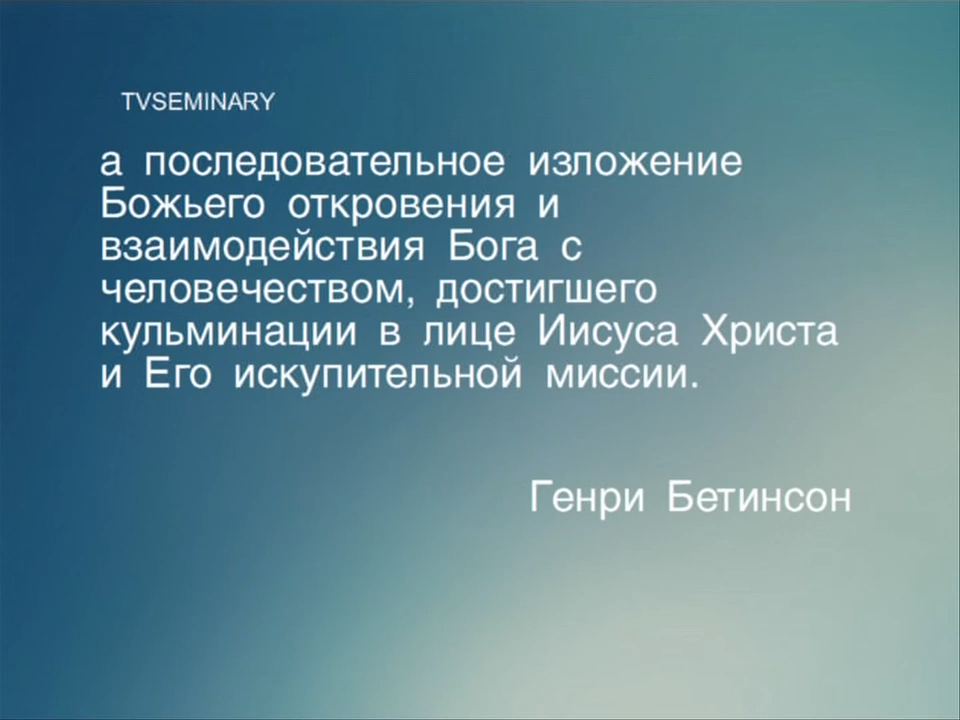 TVSEMINARY
а последовательное изложение
Божьего откровения и
взаимодействия Бога с
человечеством, достигшего
кульминации в лице Иисуса Христа
и Его искупительной миссии.
Генри Бетинсон